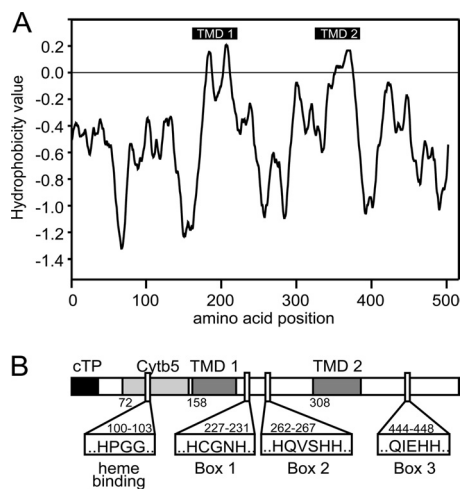 A
TMD 1 TMD 2
Hydrophobicity value
0.2
0.0
-0.2
-0.4
-0.6
-0.8
-1.0
-1.2
-1.4
0 100 200 300 400 500
amino acid position
B
cTP Cytb5 TMD 1 TMD 2
72 158 308
100-103 227-231 262-267 444-448
..HPGG.. ..HCGNH.. ..HQVSHH.. ..QIEHH..
heme binding Box 1 Box 2 Box 3